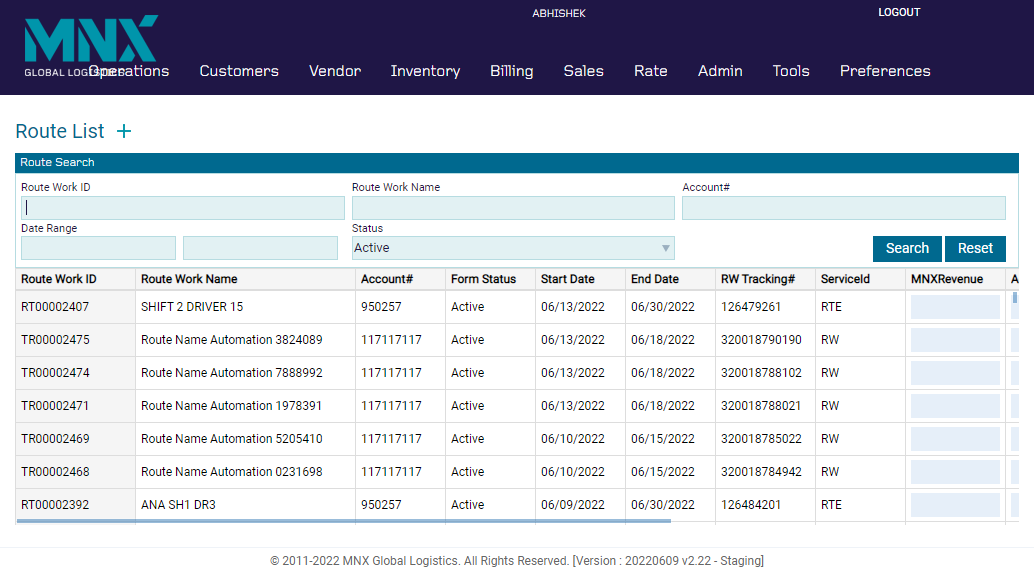 MNX
GLOBAL LOGISTICS
ABHISHEK
LOGOUT
Operations Customers Vendor Inventory Billing Sales Rate Admin Tools Preferences
Route List +
Route Search
Route Work ID Route Work Name Account#
Date Range Status
Active
Search Reset
Route Work ID Route Work Name Account# Form Status Start Date End Date RW Tracking# ServiceId MNXRevenue A
RT00002407 SHIFT 2 DRIVER 15 950257 Active 06/13/2022 06/30/2022 126479261 RTE
TR00002475 Route Name Automation 3824089 117117117 Active 06/13/2022 06/18/2022 320018790190 RW
TR00002474 Route Name Automation 7888992 117117117 Active 06/13/2022 06/18/2022 320018788102 RW
TR00002471 Route Name Automation 1978391 117117117 Active 06/13/2022 06/18/2022 320018788021 RW
TR00002469 Route Name Automation 5205410 117117117 Active 06/10/2022 06/15/2022 320018785022 RW
TR00002468 Route Name Automation 0231698 117117117 Active 06/10/2022 06/15/2022 320018784942 RW
RT00002392 ANA SH1 DR3 950257 Active 06/09/2022 06/30/2022 126484201 RTE
© 2011-2022 MNX Global Logistics. All Rights Reserved. [Version : 20220609 v2.22 - Staging]